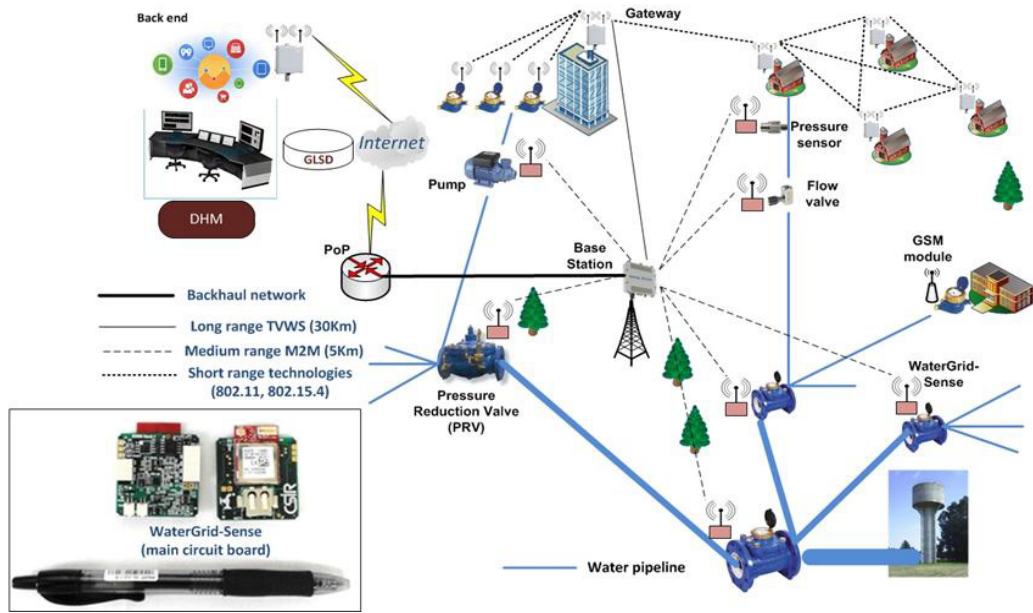 Back end
Gateway
GLSD
Internet
DHM
Pump
Pressure
sensor
Flow
valve
PoP
Base
Station
GSM
module
Backhaul network
Long range TVWS (30Km)
Medium range M2M (5Km)
Short range technologies
(802.11, 802.15.4)
Pressure
Reduction Valve
(PRV)
WaterGrid-
Sense
CSIR
WaterGrid-Sense
(main circuit board)
Water pipeline